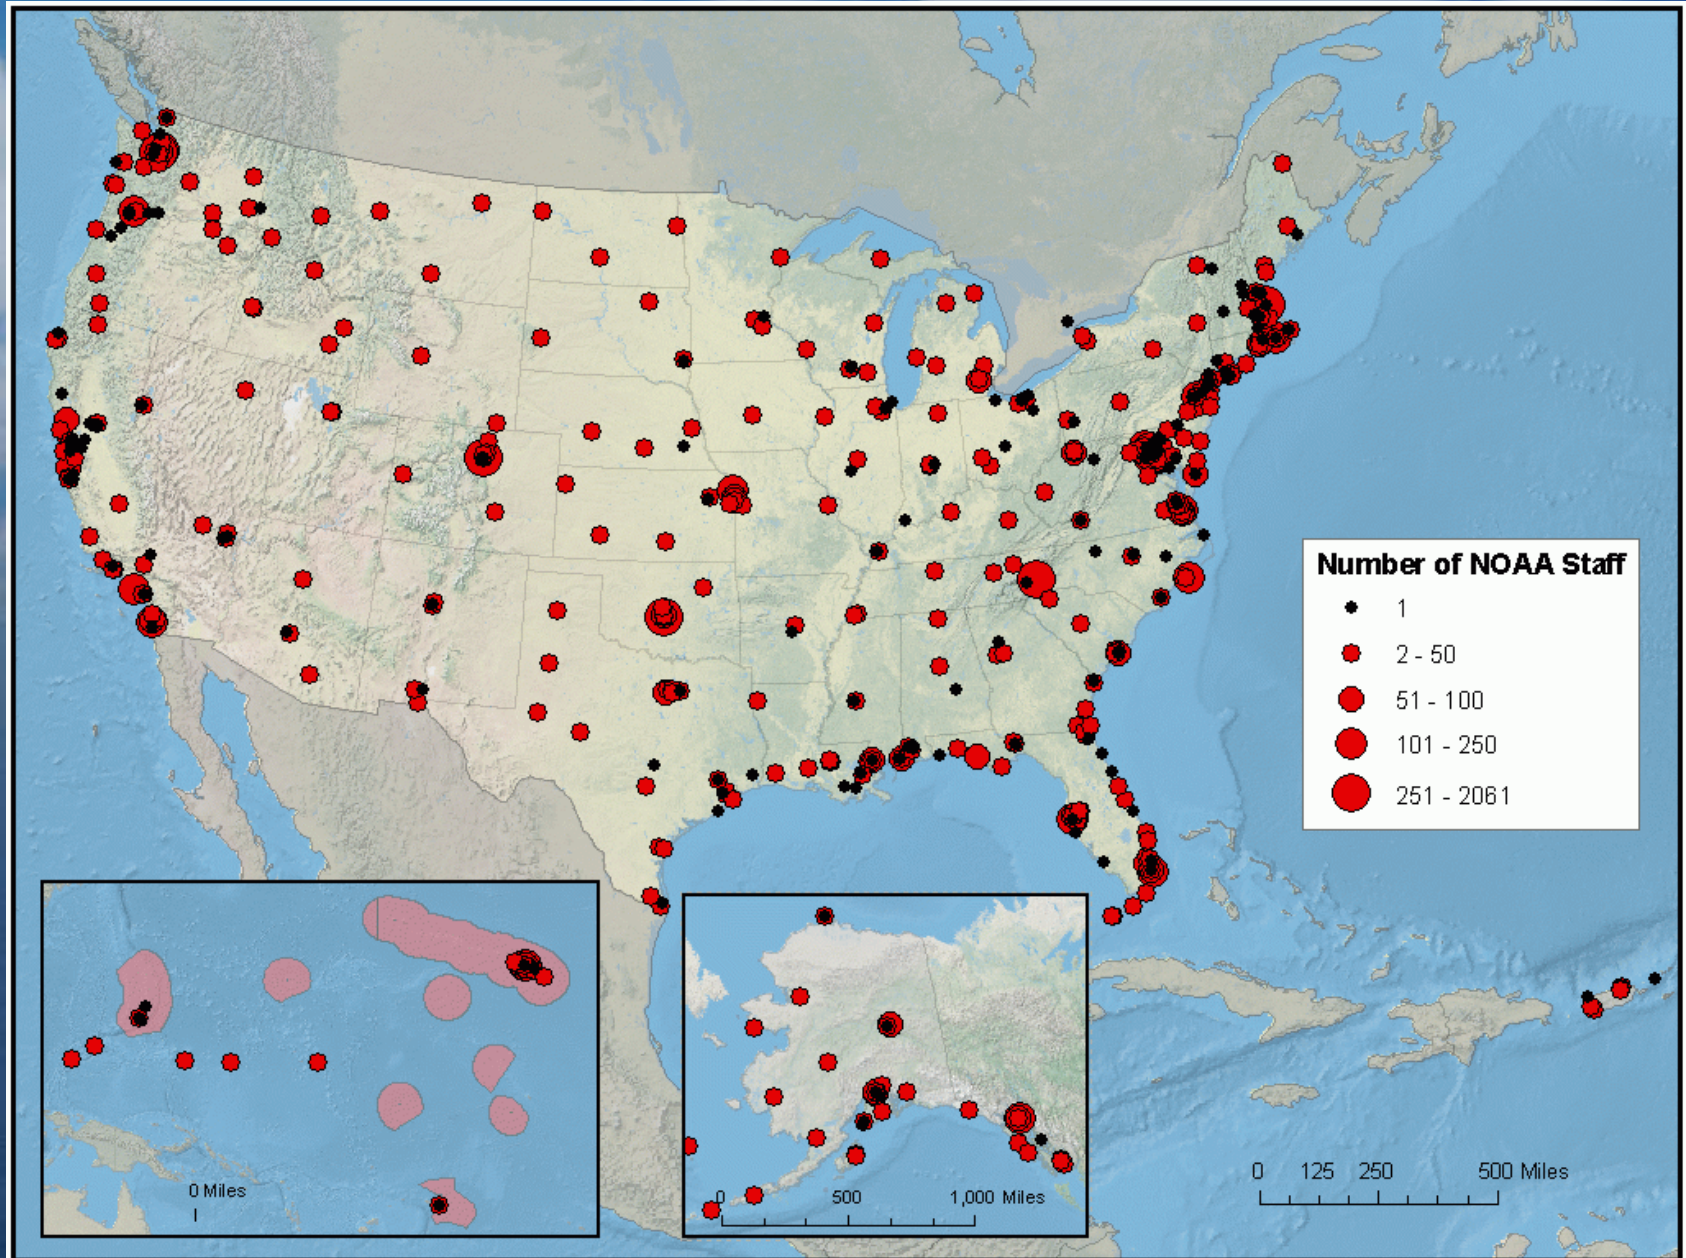 Number of NOAA Staff
1
2 - 50
51 - 100
101 - 250
251 - 2061
0 Miles
0 500 1,000 Miles
0 125 250 500 Miles